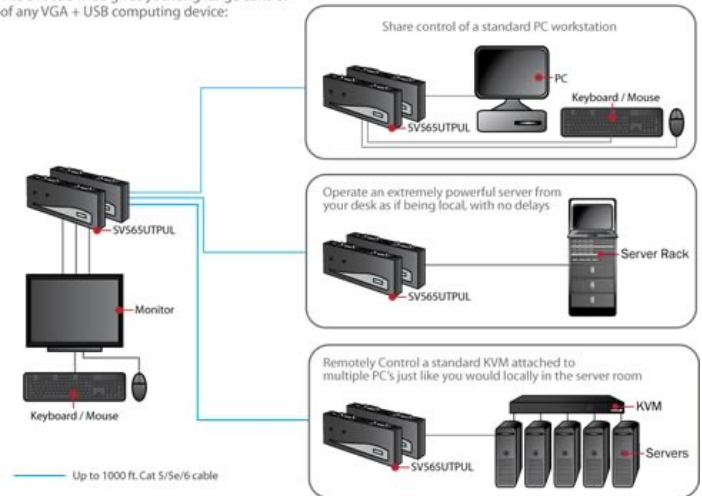 of any VGA + USB computing device:
Share control of a standard PC workstation
PC
Keyboard / Mouse
SV565UTPUL
SV565UTPUL
Monitor
Keyboard / Mouse
Operate an extremely powerful server from
your desk as if being local, with no delays
Server Rack
SV565UTPUL
Remotely Control a standard KVM attached to
multiple PC's just like you would locally in the server room
KVM
Servers
SV565UTPUL
Up to 1000 ft. Cat 5/5e/6 cable